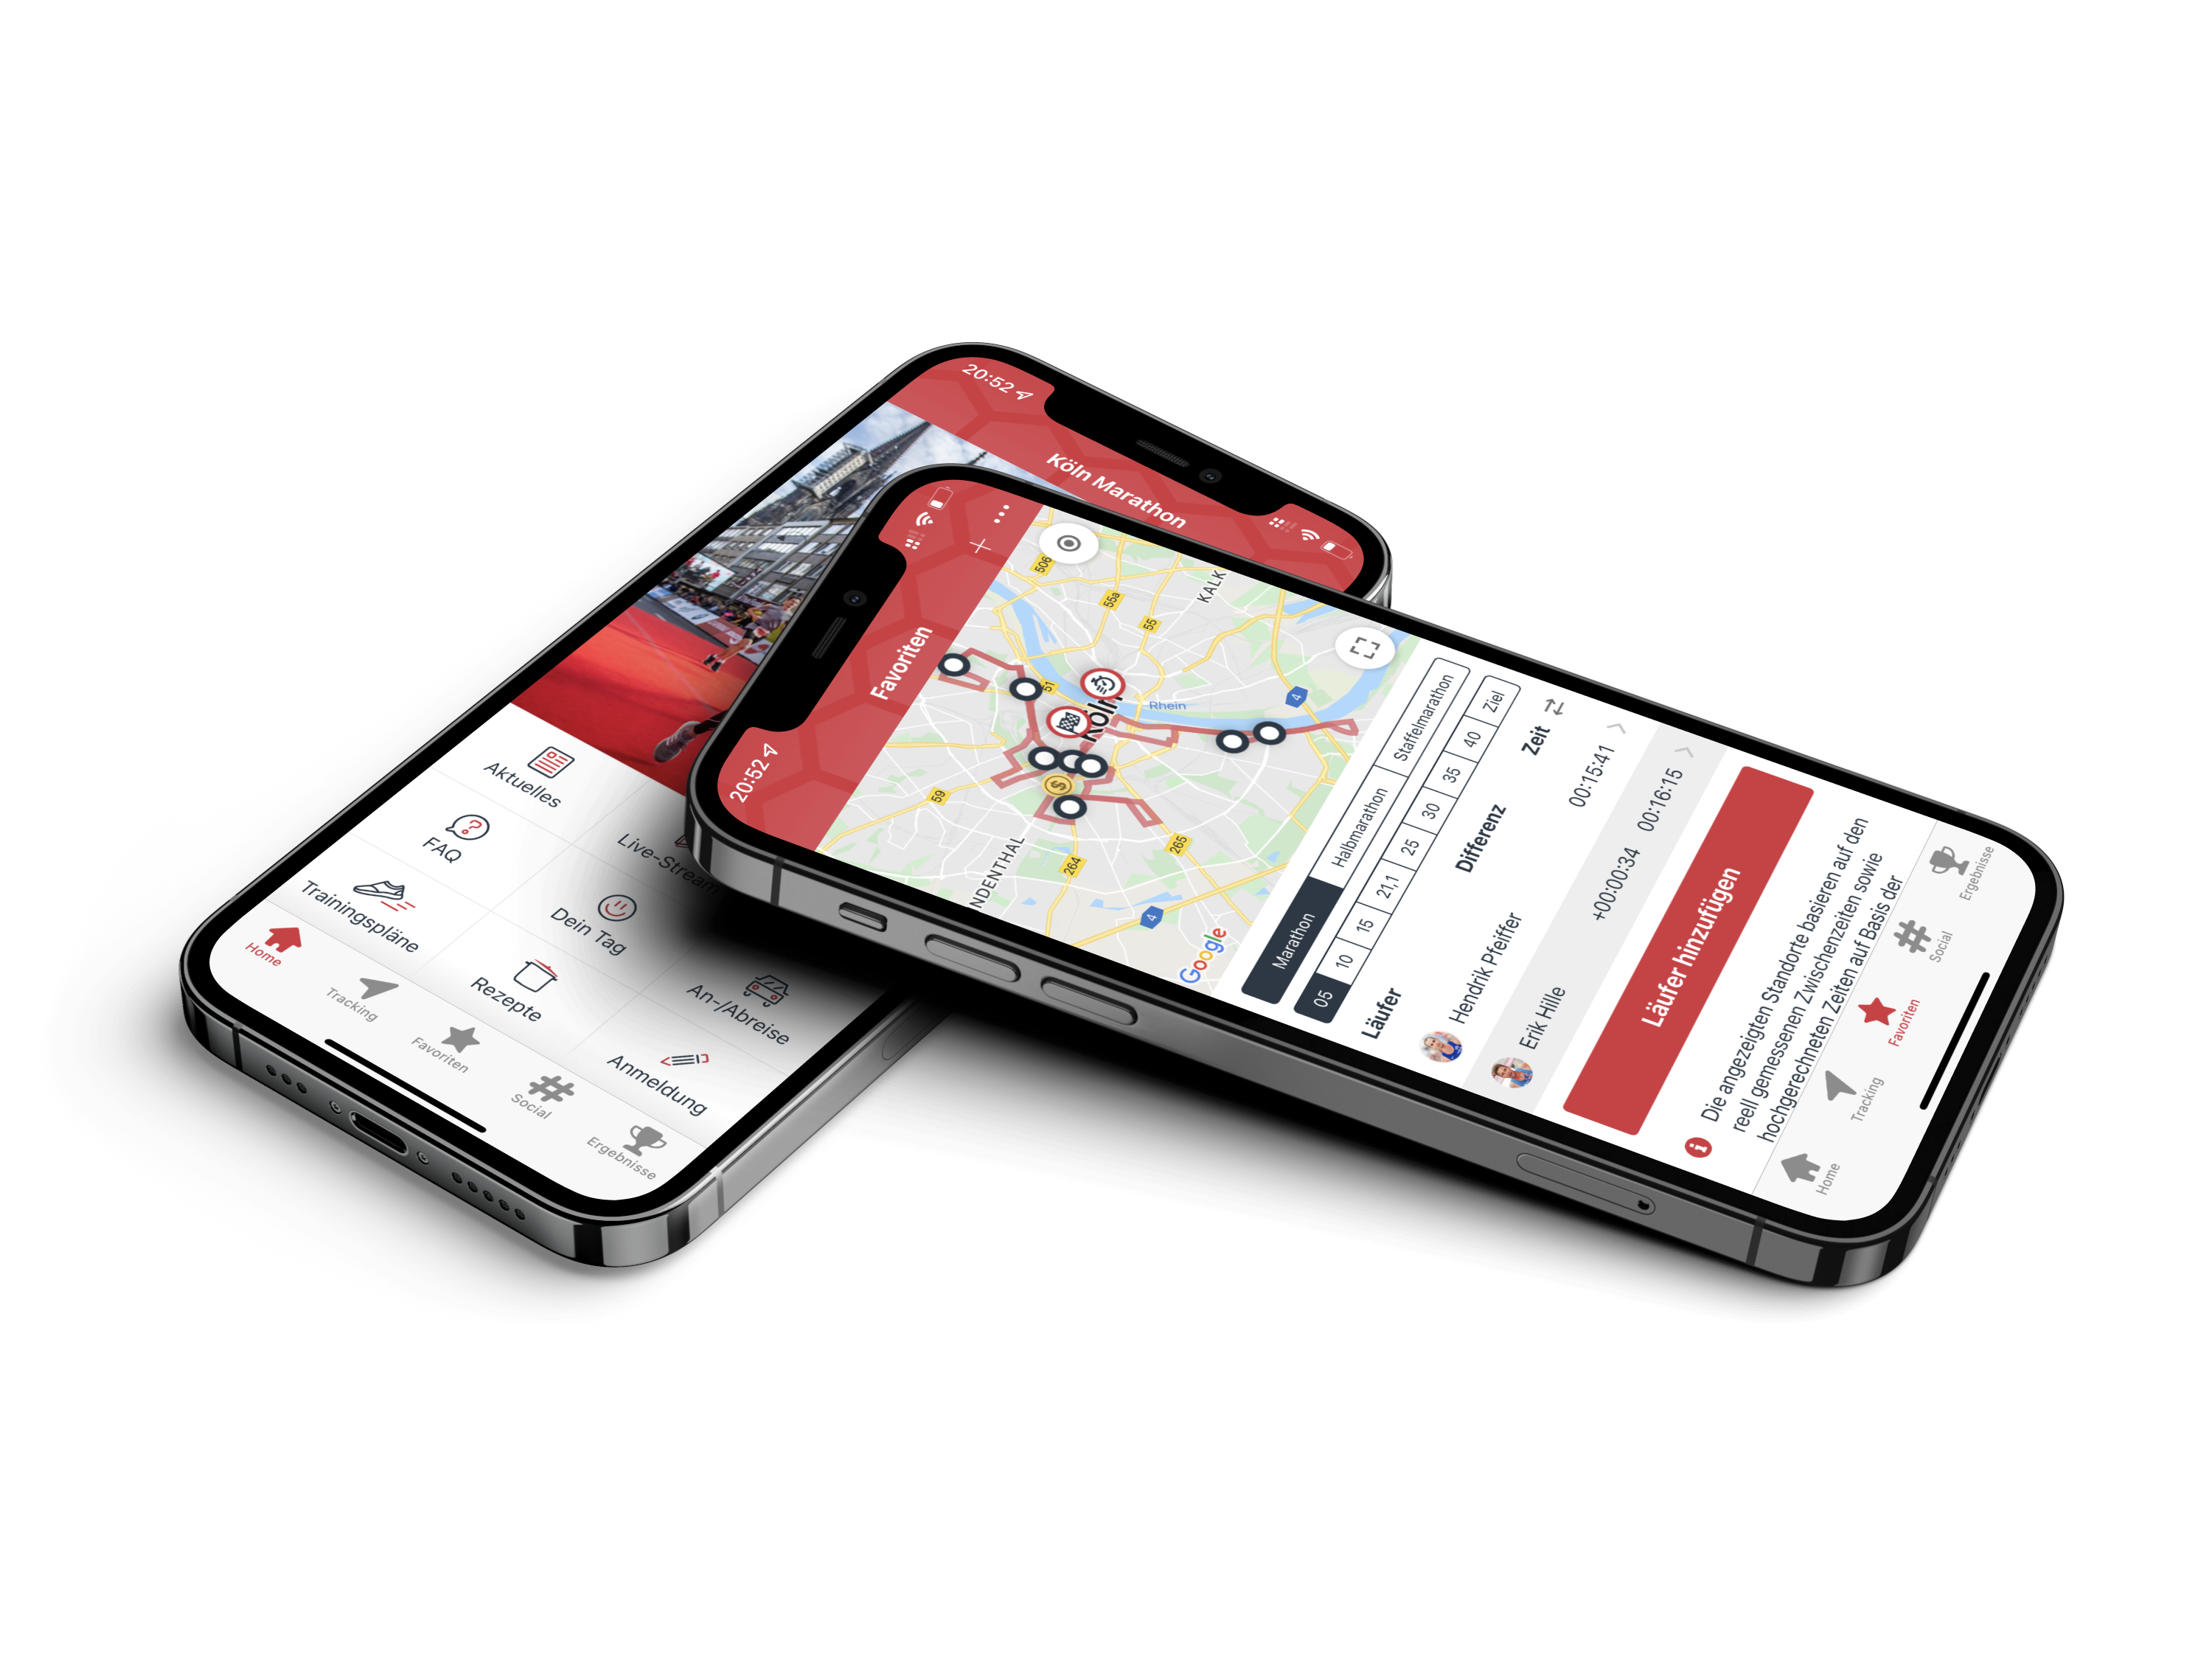 20:52
Köln Marathon
Aktuelles
Live-Stream
FAQ
Dein Tag
An-/Abreise
Trainingspläne
Rezepte
Anmeldung
Home
Tracking
Favoriten
Social
Ergebnisse
20:52
Favoriten
506
55a
55
KALK
51
Köln
Rhein
4
59
NDENTHAL
264
265
4
Google
Marathon Halbmarathon Staffelmarathon
05 10 15 21,1 25 30 35 40 Ziel
Läufer Differenz Zeit
Hendrik Pfeiffer 00:15:41
Erik Hille +00:00:34 00:16:15
Läufer hinzufügen
Die angezeigten Standorte basieren auf den
reell gemessenen Zwischenzeiten sowie
hochgerechneten Zeiten auf Basis der
Home
Tracking
Favoriten
Social
Ergebnisse